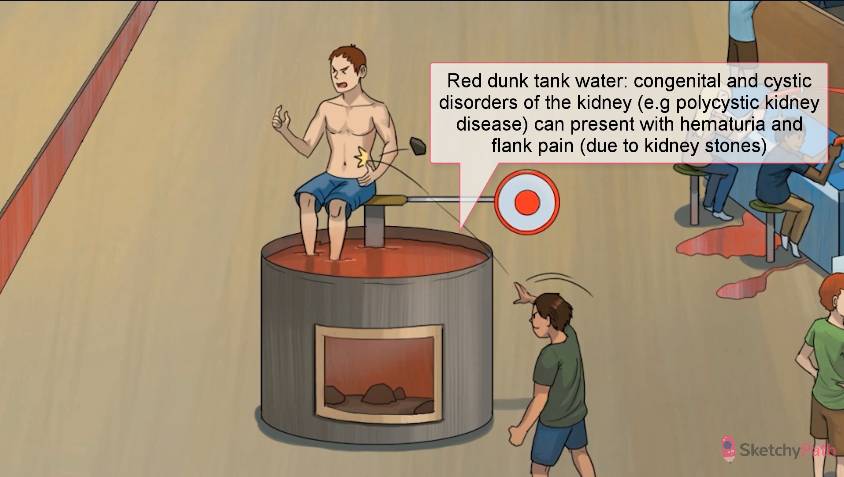 Red dunk tank water: congenital and cystic
disorders of the kidney (e.g polycystic kidney
disease) can present with hematuria and
flank pain (due to kidney stones)
SketchyPath